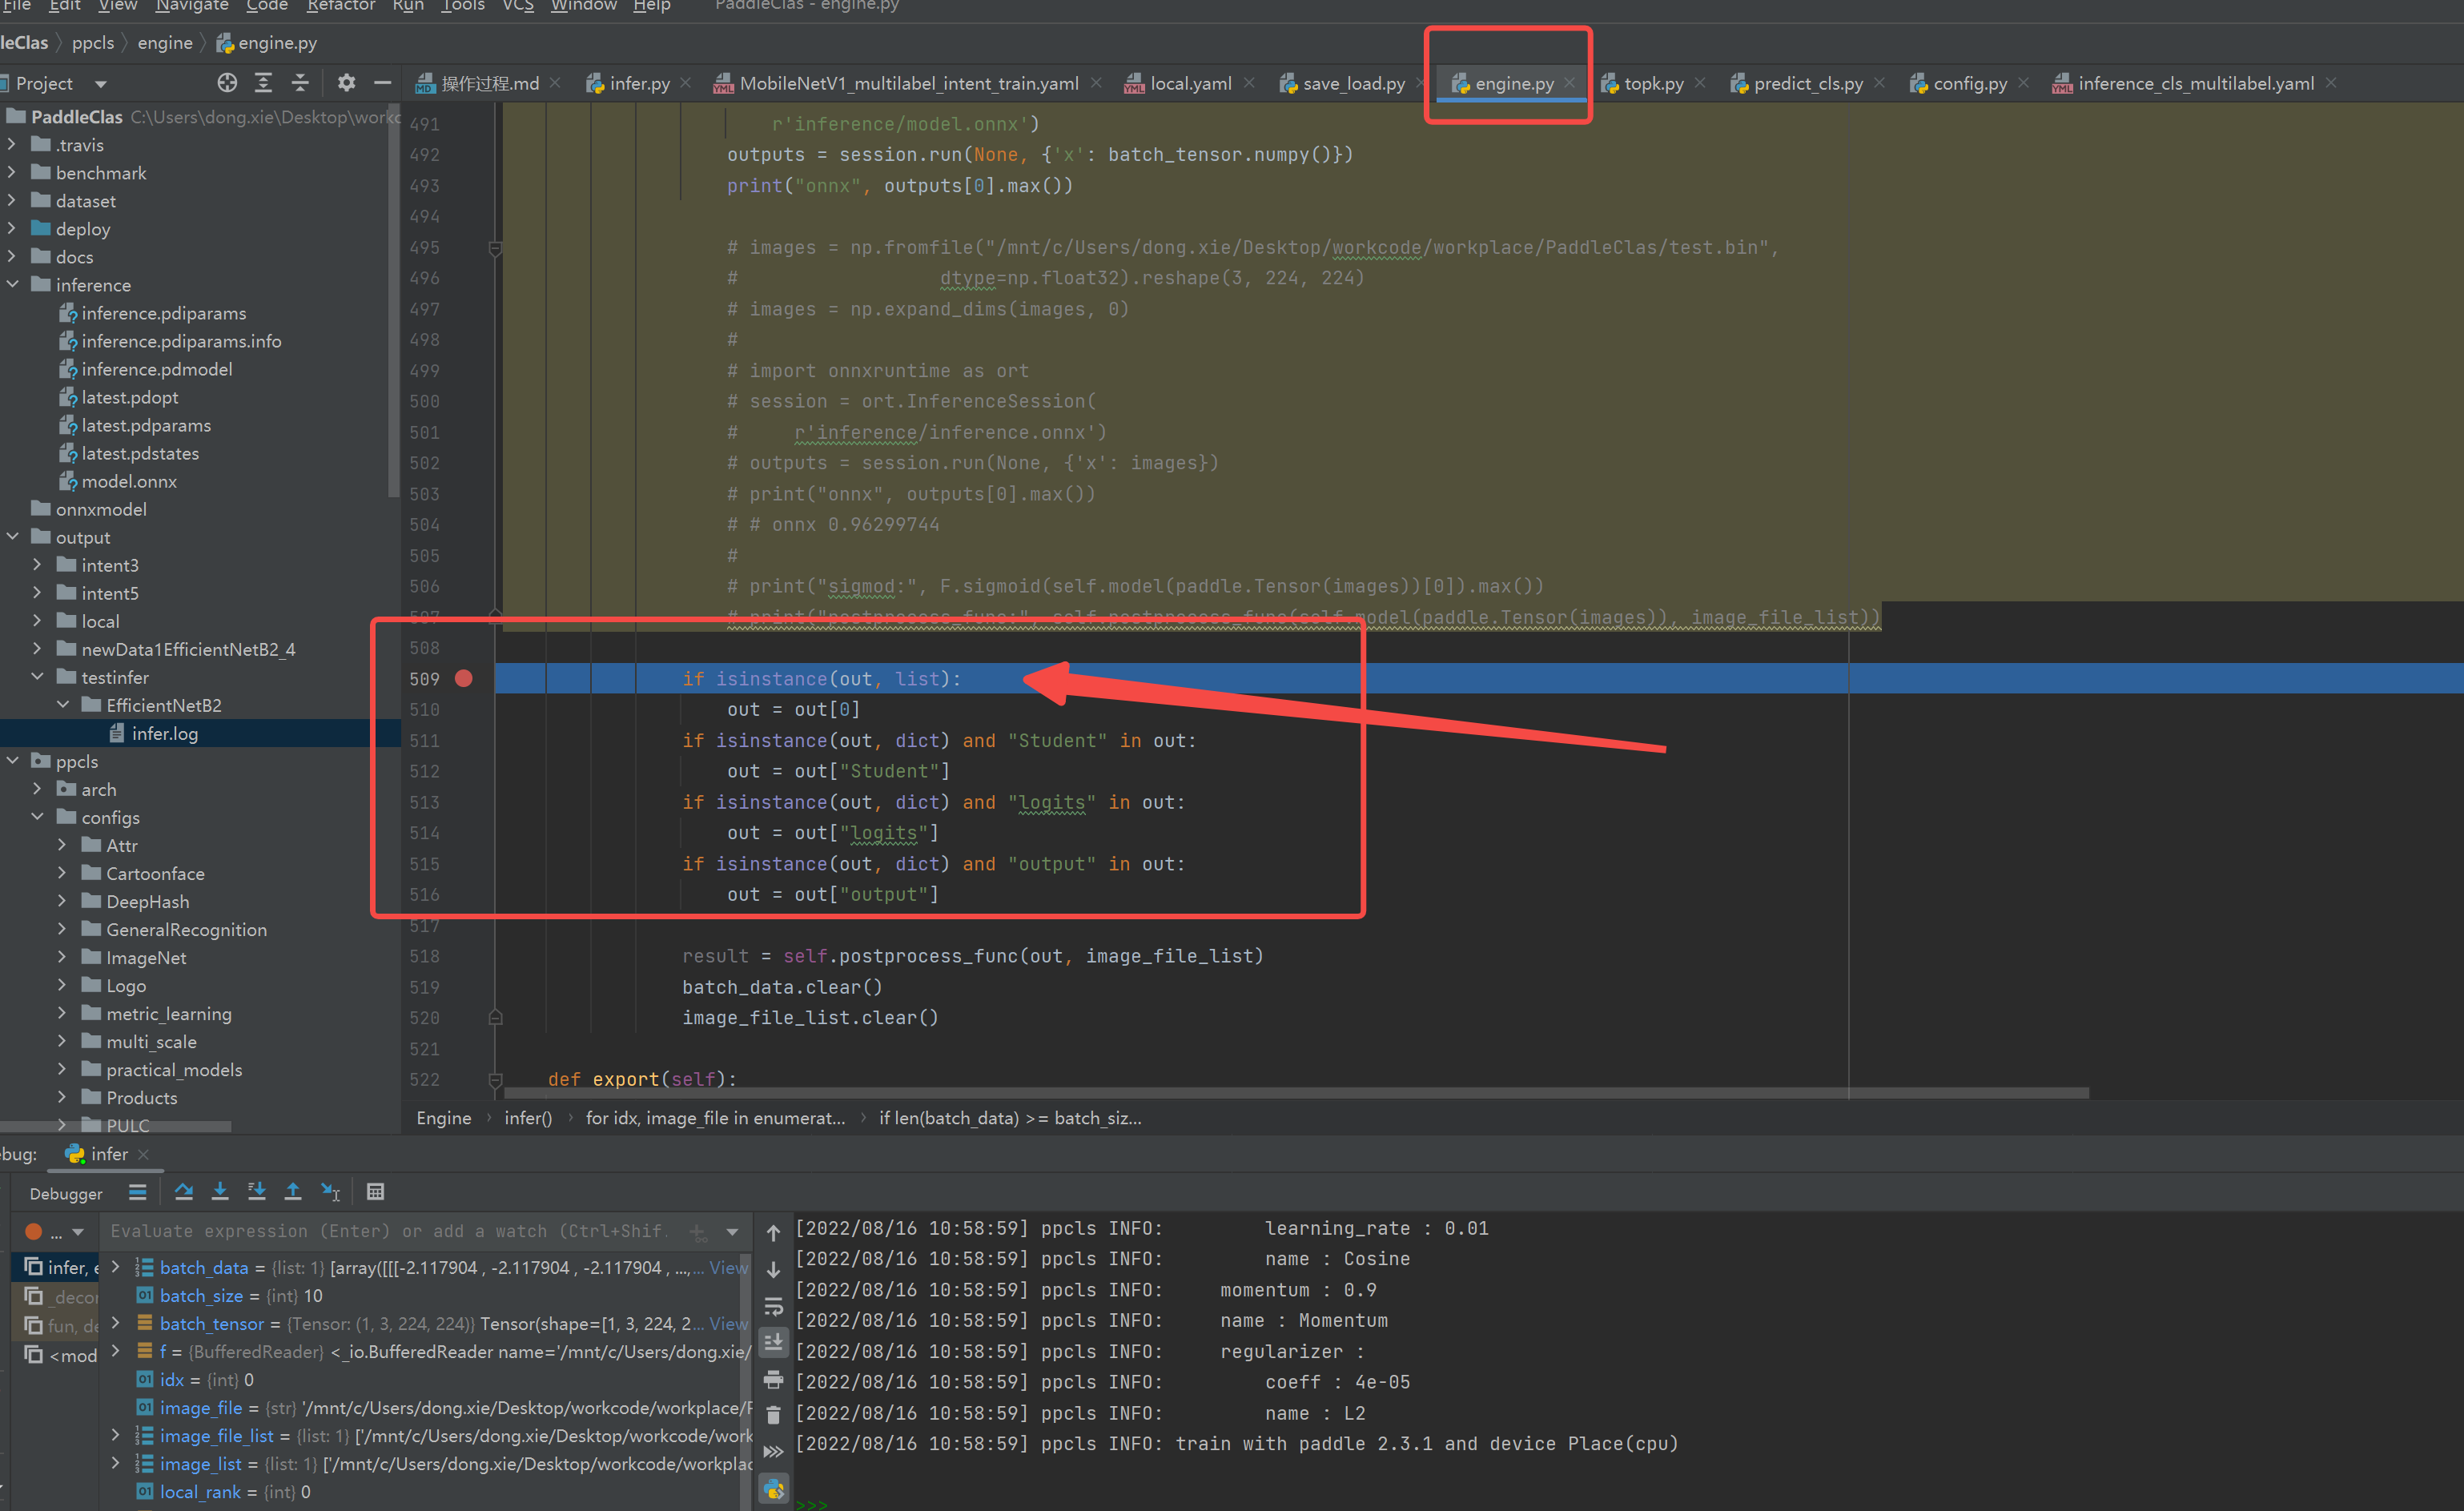 File Edit View Navigate Code Refactor Run Tools VCS Window Help PaddleClas - engine.py
leClas ppcls engine engine.py
Project
操作过程.md infer.py MobileNetV1_multilabel_intent_train.yaml local.yaml save_load.py engine.py topk.py predict_cls.py config.py inference_cls_multilabel.yaml
PaddleClas C:\Users\dong.xie\Desktop\workc
.travis
benchmark
dataset
deploy
docs
inference
inference.pdiparams
inference.pdiparams.info
inference.pdmodel
latest.pdopt
latest.pdparams
latest.pdstates
model.onnx
onnxmodel
output
intent3
intent5
local
newData1EfficientNetB2_4
testinfer
EfficientNetB2
infer.log
ppcls
arch
configs
Attr
Cartoonface
DeepHash
GeneralRecognition
ImageNet
Logo
metric_learning
multi_scale
practical_models
Products
PULC
491 r'inference/model.onnx')
492 outputs = session.run(None, {'x': batch_tensor.numpy()})
493 print("onnx", outputs[0].max())
494
495 # images = np.fromfile("/mnt/c/Users/dong.xie/Desktop/workcode/workplace/PaddleClas/test.bin",
496 # dtype=np.float32).reshape(3, 224, 224)
497 # images = np.expand_dims(images, 0)
498 #
499 # import onnxruntime as ort
500 # session = ort.InferenceSession(
501 # r'inference/inference.onnx')
502 # outputs = session.run(None, {'x': images})
503 # print("onnx", outputs[0].max())
504 # # onnx 0.96299744
505 #
506 # print("sigmod:", F.sigmoid(self.model(paddle.Tensor(images))[0]).max())
507 # print("postprocess_func:", self.postprocess_func(self.model(paddle.Tensor(images)), image_file_list))
508
509 if isinstance(out, list):
510 out = out[0]
511 if isinstance(out, dict) and "Student" in out:
512 out = out["Student"]
513 if isinstance(out, dict) and "logits" in out:
514 out = out["logits"]
515 if isinstance(out, dict) and "output" in out:
516 out = out["output"]
517
518 result = self.postprocess_func(out, image_file_list)
519 batch_data.clear()
520 image_file_list.clear()
521
522 def export(self):
Engine infer() for idx, image_file in enumerat... if len(batch_data) >= batch_siz...
ebug: infer
Debugger
... Evaluate expression (Enter) or add a watch (Ctrl+Shif.
infer, e
_decor
fun, de
<mod
batch_data = {list: 1} [array([[[-2.117904 , -2.117904 , -2.117904 , ...,... View
batch_size = {int} 10
batch_tensor = {Tensor: (1, 3, 224, 224)} Tensor(shape=[1, 3, 224, 2... View
f = {BufferedReader} <_io.BufferedReader name='/mnt/c/Users/dong.xie/
idx = {int} 0
image_file = {str} '/mnt/c/Users/dong.xie/Desktop/workcode/workplace/P
image_file_list = {list: 1} ['/mnt/c/Users/dong.xie/Desktop/workcode/work
image_list = {list: 1} ['/mnt/c/Users/dong.xie/Desktop/workcode/workplac
local_rank = {int} 0
[2022/08/16 10:58:59] ppcls INFO: learning_rate : 0.01
[2022/08/16 10:58:59] ppcls INFO: name : Cosine
[2022/08/16 10:58:59] ppcls INFO: momentum : 0.9
[2022/08/16 10:58:59] ppcls INFO: name : Momentum
[2022/08/16 10:58:59] ppcls INFO: regularizer :
[2022/08/16 10:58:59] ppcls INFO: coeff : 4e-05
[2022/08/16 10:58:59] ppcls INFO: name : L2
[2022/08/16 10:58:59] ppcls INFO: train with paddle 2.3.1 and device Place(cpu)
>>>